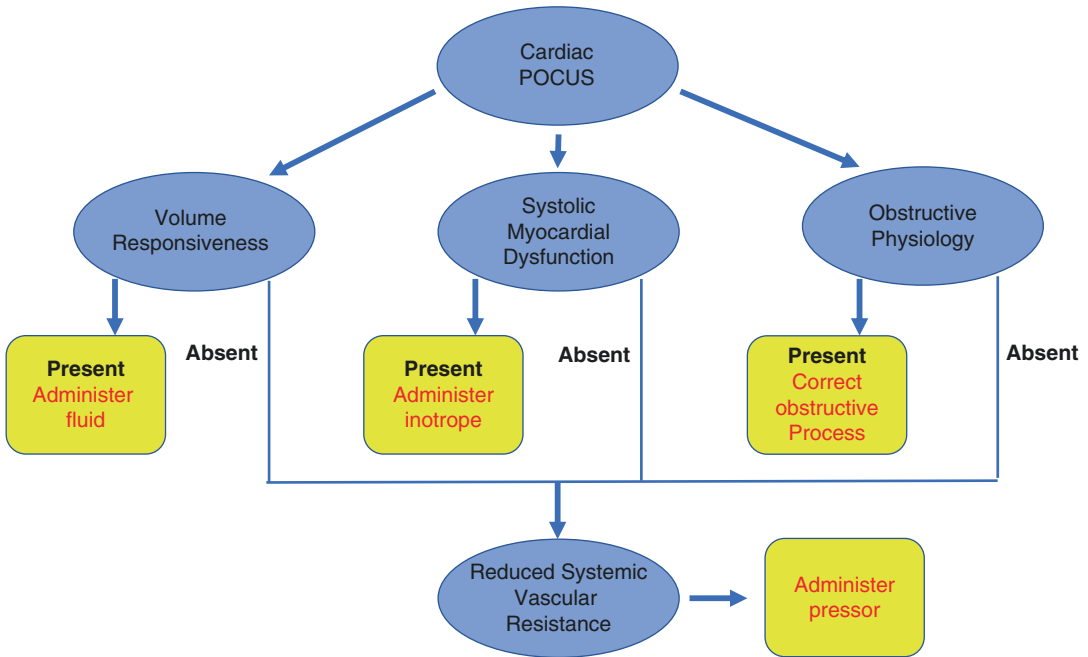 Cardiac
POCUS
Volume
Responsiveness
Systolic
Myocardial
Dysfunction
Obstructive
Physiology
Present
Administer
fluid
Absent
Present
Administer
inotrope
Absent
Present
Correct
obstructive
Process
Absent
Reduced Systemic
Vascular
Resistance
Administer
pressor